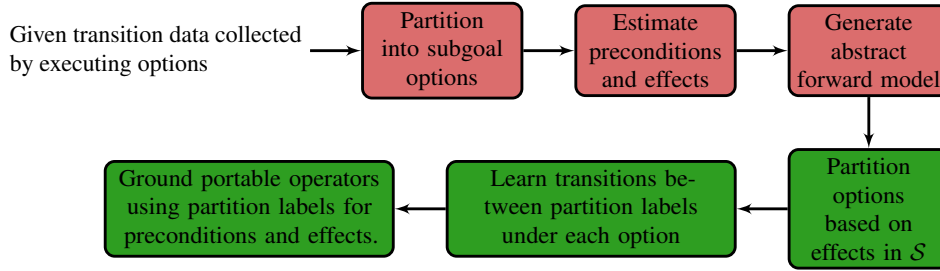 Given transition data collected
by executing options
Partition
into subgoal
options
Estimate
preconditions
and effects
Generate
abstract
forward model
Partition
options
based on
effects in 𝒮
Learn transitions be-
tween partition labels
under each option
Ground portable operators
using partition labels for
preconditions and effects.